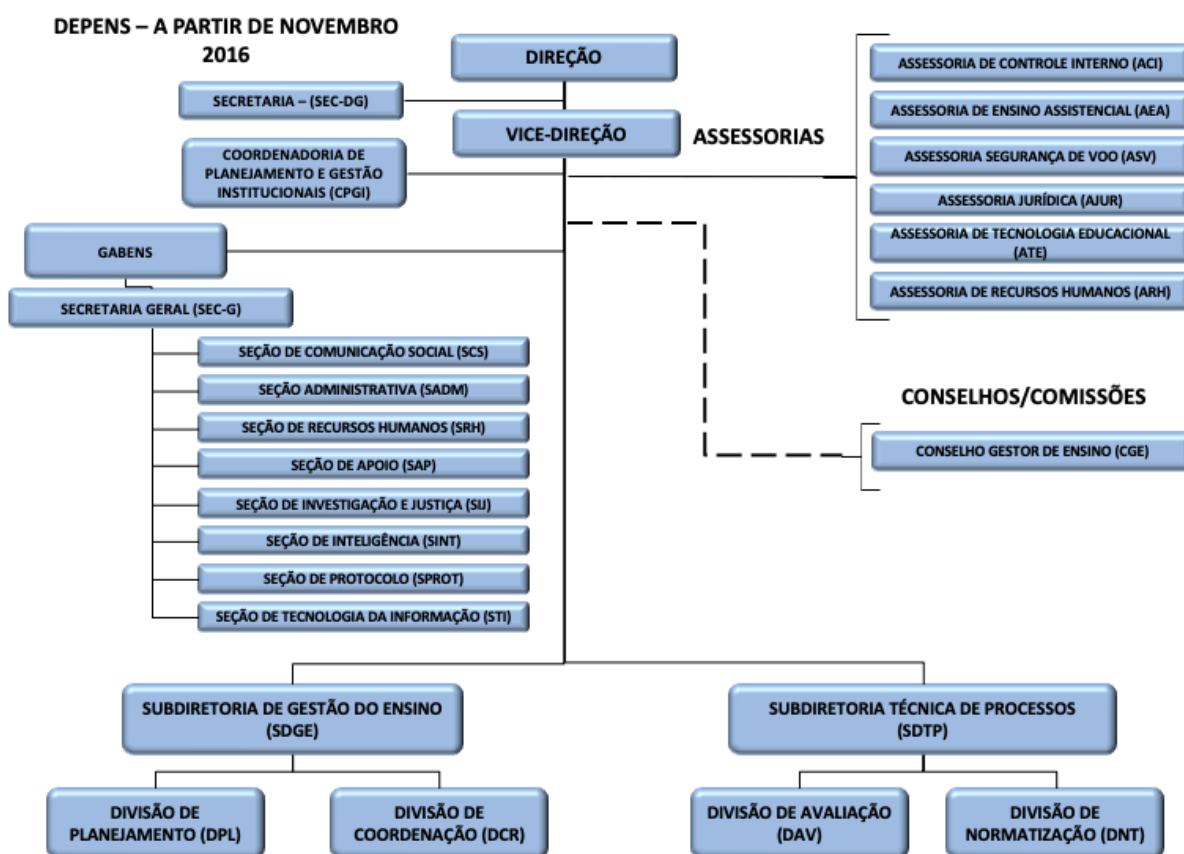 DEPENS – A PARTIR DE NOVEMBRO
2016
DIREÇÃO
SECRETARIA – (SEC-DG)
VICE-DIREÇÃO
COORDENADORIA DE
PLANEJAMENTO E GESTÃO
INSTITUCIONAIS (CPGI)
ASSESSORIAS
ASSESSORIA DE CONTROLE INTERNO (ACI)
ASSESSORIA DE ENSINO ASSISTENCIAL (AEA)
ASSESSORIA SEGURANÇA DE VOO (ASV)
ASSESSORIA JURÍDICA (AJUR)
ASSESSORIA DE TECNOLOGIA EDUCACIONAL
(ATE)
ASSESSORIA DE RECURSOS HUMANOS (ARH)
GABENS
SECRETARIA GERAL (SEC-G)
SEÇÃO DE COMUNICAÇÃO SOCIAL (SCS)
SEÇÃO ADMINISTRATIVA (SADM)
SEÇÃO DE RECURSOS HUMANOS (SRH)
SEÇÃO DE APOIO (SAP)
SEÇÃO DE INVESTIGAÇÃO E JUSTIÇA (SIJ)
SEÇÃO DE INTELIGÊNCIA (SINT)
SEÇÃO DE PROTOCOLO (SPROT)
SEÇÃO DE TECNOLOGIA DA INFORMAÇÃO (STI)
CONSELHOS/COMISSÕES
CONSELHO GESTOR DE ENSINO (CGE)
SUBDIRETORIA DE GESTÃO DO ENSINO
(SDGE)
SUBDIRETORIA TÉCNICA DE PROCESSOS
(SDTP)
DIVISÃO DE
PLANEJAMENTO (DPL)
DIVISÃO DE
COORDENAÇÃO (DCR)
DIVISÃO DE AVALIAÇÃO
(DAV)
DIVISÃO DE
NORMATIZAÇÃO (DNT)